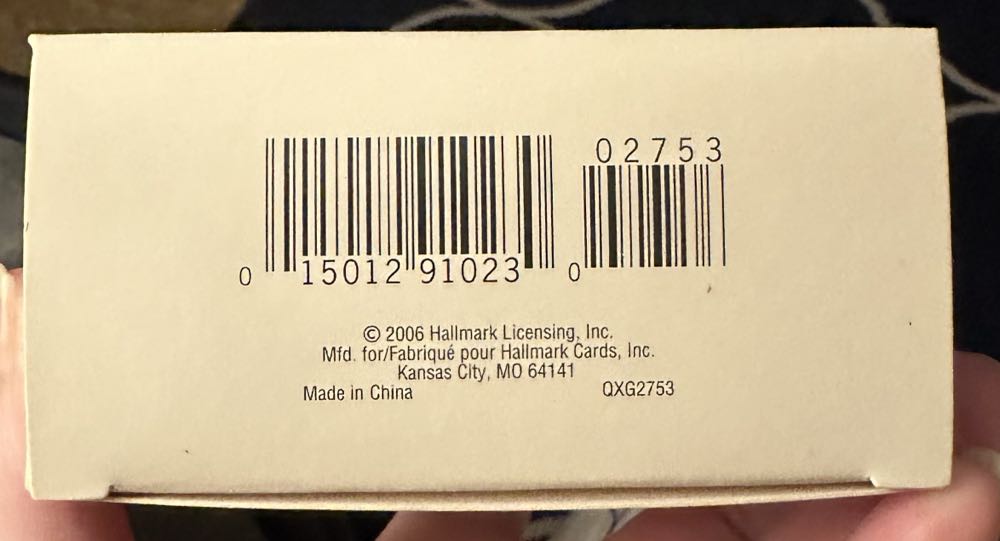 02753
0 15012 91023 0
© 2006 Hallmark Licensing, Inc.
Mfd. for/Fabriqué pour Hallmark Cards, Inc.
Kansas City, MO 64141
Made in China QXG2753